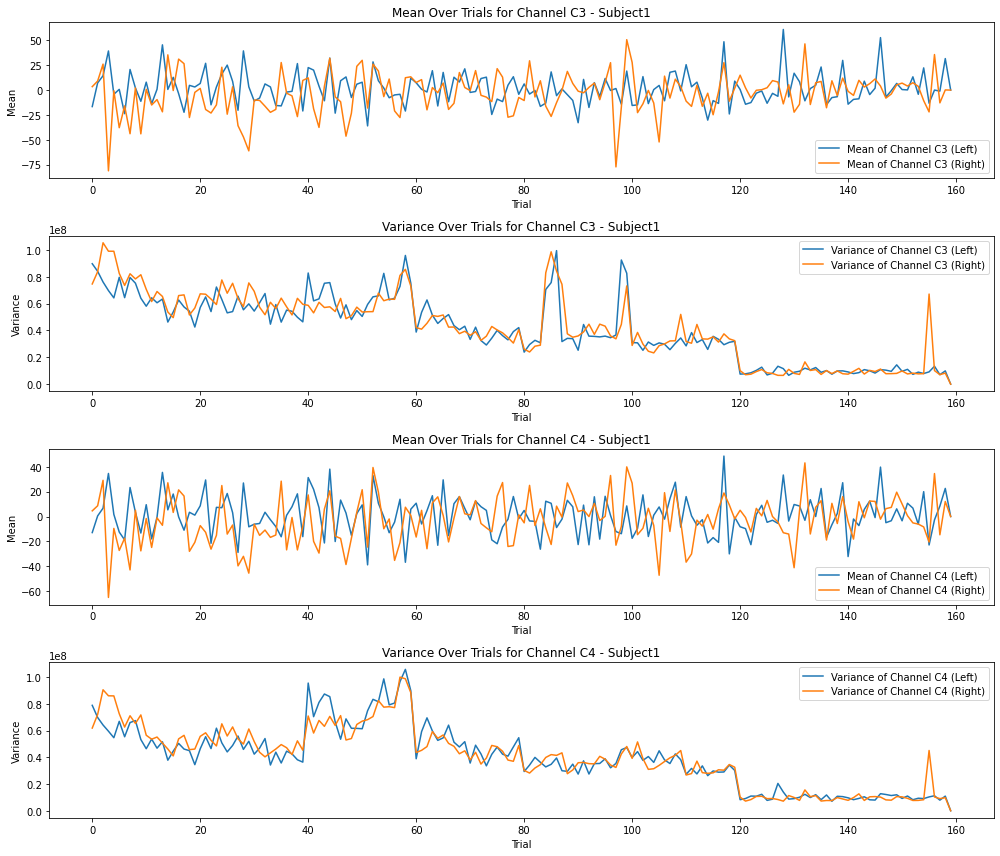 Mean Over Trials for Channel C3 - Subject1
Mean
50
25
0
−25
−50
−75
Mean of Channel C3 (Left)
Mean of Channel C3 (Right)
0 20 40 60 80 100 120 140 160
Trial
Variance Over Trials for Channel C3 - Subject1
1e8
Variance
1.0
0.8
0.6
0.4
0.2
0.0
Variance of Channel C3 (Left)
Variance of Channel C3 (Right)
0 20 40 60 80 100 120 140 160
Trial
Mean Over Trials for Channel C4 - Subject1
Mean
40
20
0
−20
−40
−60
Mean of Channel C4 (Left)
Mean of Channel C4 (Right)
0 20 40 60 80 100 120 140 160
Trial
Variance Over Trials for Channel C4 - Subject1
1e8
Variance
1.0
0.8
0.6
0.4
0.2
0.0
Variance of Channel C4 (Left)
Variance of Channel C4 (Right)
0 20 40 60 80 100 120 140 160
Trial